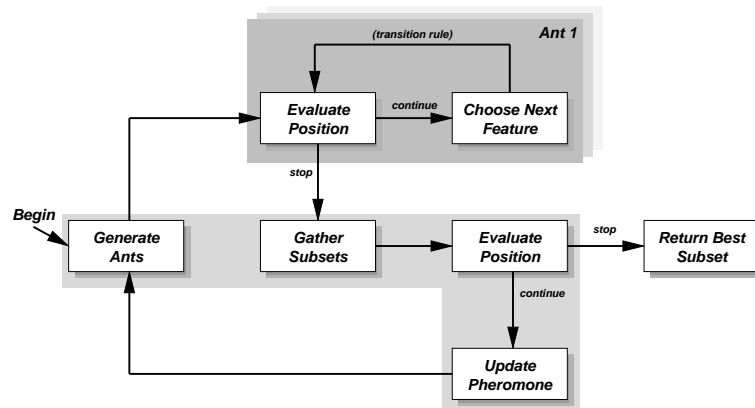 (transition rule)
Ant 1
Evaluate
Position
continue
Choose Next
Feature
stop
Begin
Generate
Ants
Gather
Subsets
Evaluate
Position
stop
Return Best
Subset
continue
Update
Pheromone